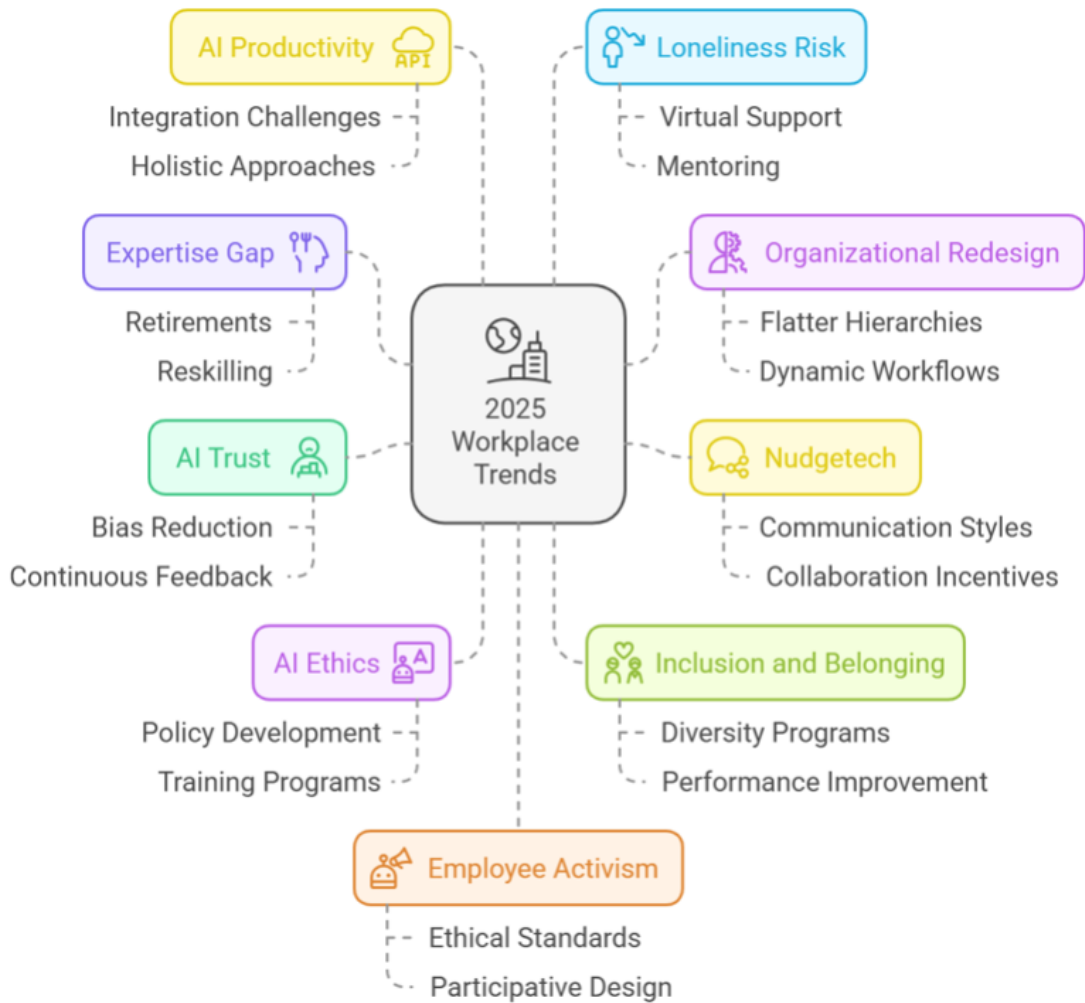 AI Productivity
API
Integration Challenges
Holistic Approaches
Loneliness Risk
Virtual Support
Mentoring
Expertise Gap
Retirements
Reskilling
Organizational Redesign
Flatter Hierarchies
Dynamic Workflows
2025
Workplace
Trends
AI Trust
Bias Reduction
Continuous Feedback
Nudgetech
Communication Styles
Collaboration Incentives
AI Ethics
A
Policy Development
Training Programs
Inclusion and Belonging
Diversity Programs
Performance Improvement
Employee Activism
Ethical Standards
Participative Design